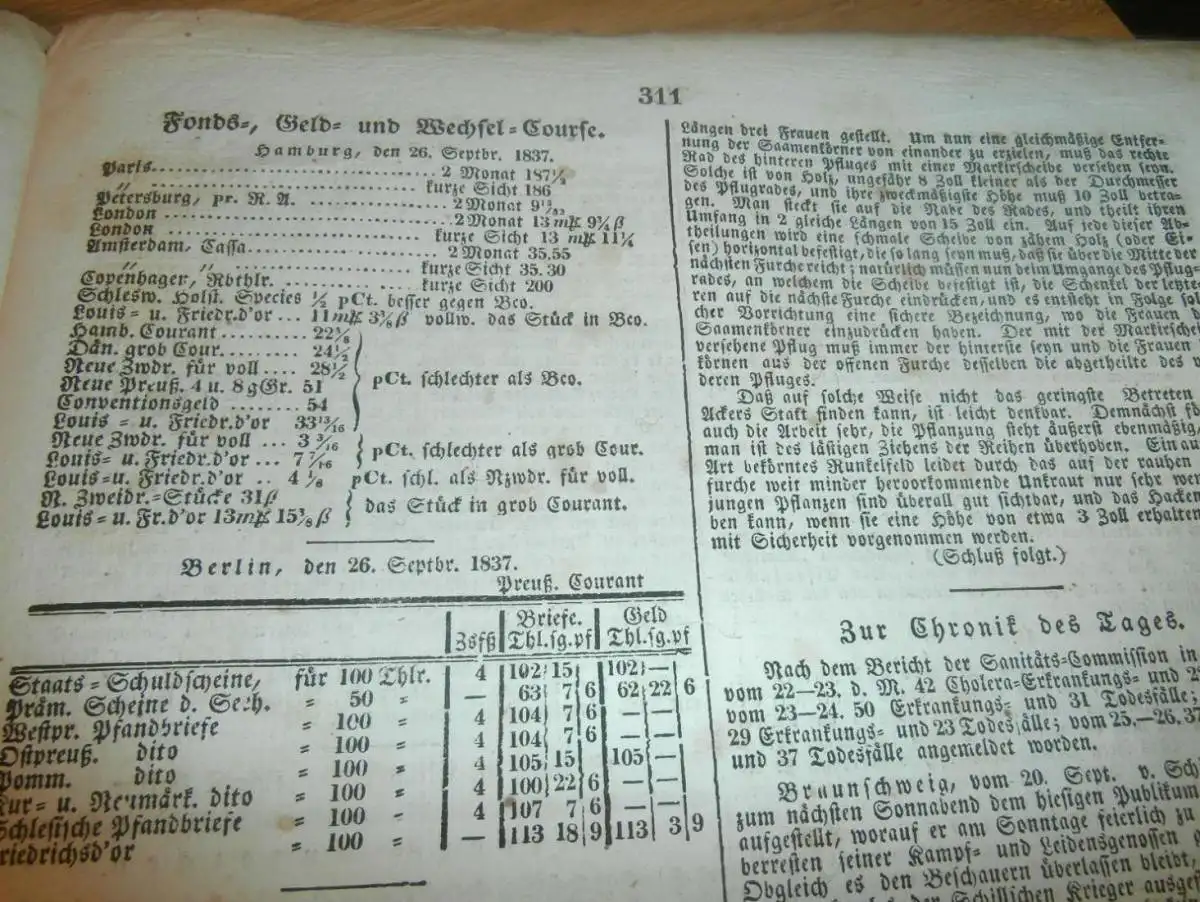 311
Fonds-, Geld- und Wechsel-Course.
Hamburg, den 26. Septbr. 1837.
Paris........................................ 2 Monat 187½
" ........................................ kurze Sicht 186
Petersburg, pr. R. A. ........................ 2 Monat 9¹³/₃₂
London ........................ 2 Monat 13 m𝔎 9¾ ß
London ........................ kurze Sicht 13 m𝔎 11¼
Amsterdam, Cassa........................ 2 Monat 35.55
" " ........................ kurze Sicht 35.30
Copenhager, Rbthlr. ........................ kurze Sicht 200
Schlesw. Holst. Species ½ pCt. besser gegen Bco.
Louis- u. Friedr.d'or ... 11 m𝔎 3⅜ ß vollw. das Stück in Bco.
Hamb. Courant ....... 22⅞
Dän. grob Cour......... 24½
Neue Zwdr. für voll .... 28½
Neue Preuß. 4 u. 8 gGr. 51
pCt. schlechter als Bco.
Conventionsgeld ........ 54
Louis- u. Friedr.d'or 33¹³/₁₆
Neue Zwdr. für voll ... 3 ³/₁₆
Louis- u. Friedr.d'or ... 7 ⁷/₁₆
pCt. schlechter als grob Cour.
Louis- u. Friedr.d'or .. 4 ⅛ pCt. schl. als Nzwdr. für voll.
N. Zweidr.-Stücke 31 ß
Louis- u. Fr.d'or 13 m𝔎 15⅜ ß
das Stück in grob Courant.
Berlin, den 26. Septbr. 1837.
Preuß. Courant
Zsfß Briefe. Geld
Thl.sg.pf Thl.sg.pf
Staats-Schuldscheine, für 100 Thlr. 4 102 15 102 —
Präm. Scheine d. Seeh. = 50 = — 63 7 6 62 22 6
Westpr. Pfandbriefe = 100 = 4 104 7 6 — —
Ostpreuß. dito = 100 = 4 104 7 6 — —
Pomm. dito = 100 = 4 105 15 105 —
Kur- u. Neumärk. dito = 100 = 4 100 22 6 — —
Schlesische Pfandbriefe = 100 = 4 107 7 6 — —
Friedrichsd'or = 100 = — 113 18 9 113 3 9
Längen drei Frauen gestellt. Um nun eine gleichmäßige Entfer-
nung der Saamenkörner von einander zu erzielen, muß das rechte
Rad des hinteren Pfluges mit einer Markirscheibe versehen seyn.
Solche ist von Holz, ungefähr 8 Zoll kleiner als der Durchmesser
des Pflugrades, und ihre zweckmäßigste Höhe muß 10 Zoll betra-
gen. Man steckt sie auf die Nabe des Rades, und theilt ihren
Umfang in 2 gleiche Längen von 15 Zoll ein. Auf jede dieser Ab-
theilungen wird eine schmale Scheibe von zähem Holz (oder Ei-
sen) horizontal befestigt, die so lang seyn muß, daß sie über die Mitte der
nächsten Furche reicht; natürlich müssen nun beim Umgange des Pflug-
rades, an welchem die Scheibe befestigt ist, die Schenkel der letzte-
ren auf die nächste Furche eindrücken, und es entsteht in Folge sol-
cher Vorrichtung eine sichere Bezeichnung, wo die Frauen die
Saamenkörner einzudrücken haben. Der mit der Markirscheibe
versehene Pflug muß immer der hinterste seyn und die Frauen
körnen aus der offenen Furche desselben die abgetheilte des
deren Pfluges.
Daß auf solche Weise nicht das geringste Betreten
Ackers Statt finden kann, ist leicht denkbar. Demnächst
auch die Arbeit sehr, die Pflanzung steht äußerst ebenmäßig,
man ist des lästigen Ziehens der Reihen überhoben. Ein
Art bekörntes Runkelfeld leidet durch das auf der rauhen
furche weit minder hervorkommende Unkraut nur sehr
jungen Pflanzen sind überall gut sichtbar, und das Hacken
ben kann, wenn sie eine Höhe von etwa 3 Zoll erhalten
mit Sicherheit vorgenommen werden.
(Schluß folgt.)
Zur Chronik des Tages.
Nach dem Bericht der Sanitäts-Commission in
vom 22—23. d. M. 42 Cholera-Erkrankungs- und
vom 23—24. 50 Erkrankungs- und 31 Todesfälle;
29 Erkrankungs- und 23 Todesfälle; vom 25.—26. 37
und 37 Todesfälle angemeldet worden.
Braunschweig, vom 20. Sept.
zum nächsten Sonnabend dem hiesigen Publikum
aufgestellt, worauf er am Sonntage feierlich zu
berresten seiner Kampf- und Leidensgenossen
Obgleich es den Beschauern überlassen bleibt,
der Schillschen Krieger